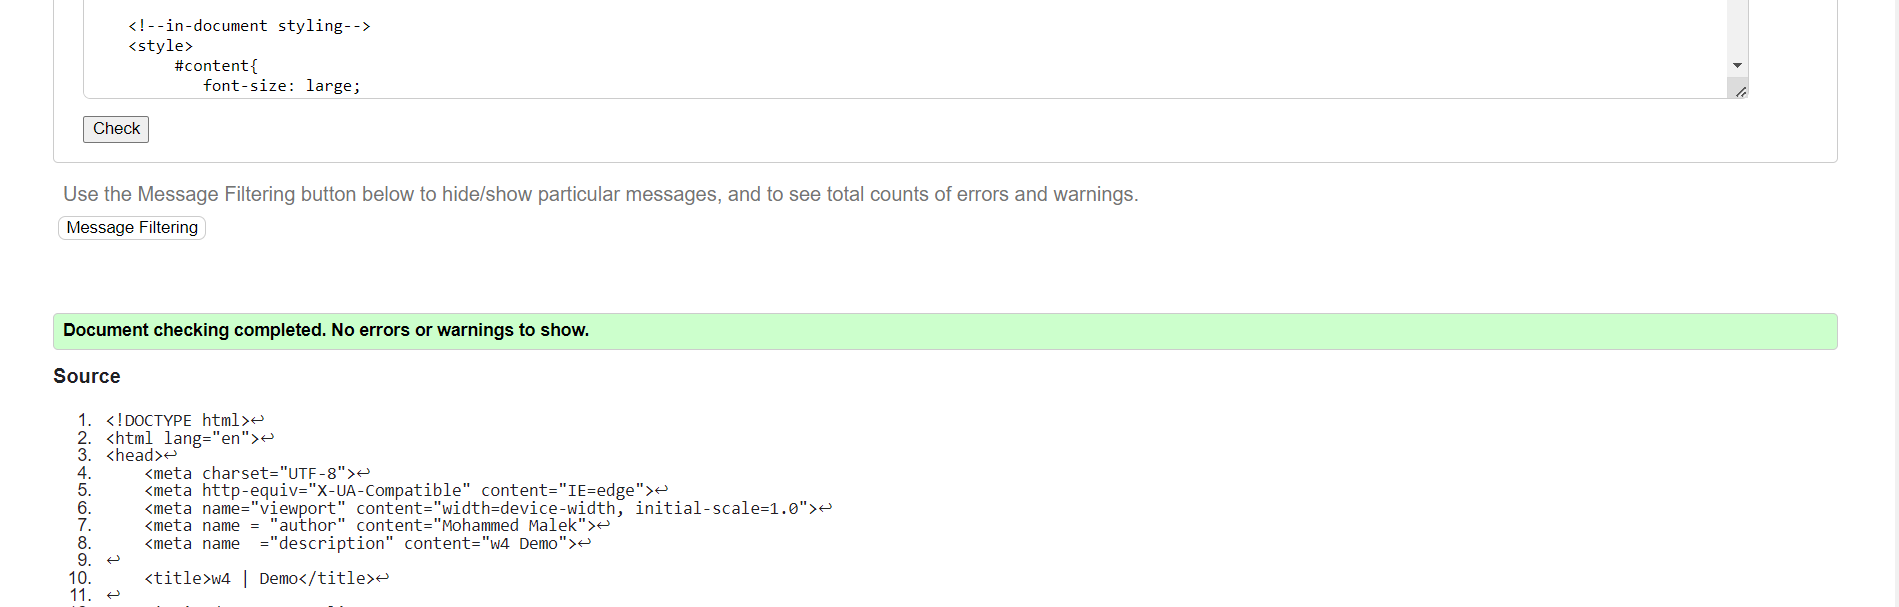 <!--in-document styling-->
<style>
#content{
font-size: large;
Check
Use the Message Filtering button below to hide/show particular messages, and to see total counts of errors and warnings.
Message Filtering
Document checking completed. No errors or warnings to show.
Source
1. <!DOCTYPE html>↩
2. <html lang="en">↩
3. <head>↩
4. <meta charset="UTF-8">↩
5. <meta http-equiv="X-UA-Compatible" content="IE=edge">↩
6. <meta name="viewport" content="width=device-width, initial-scale=1.0">↩
7. <meta name = "author" content="Mohammed Malek">↩
8. <meta name  ="description" content="w4 Demo">↩
9. ↩
10. <title>w4 | Demo</title>↩
11. ↩